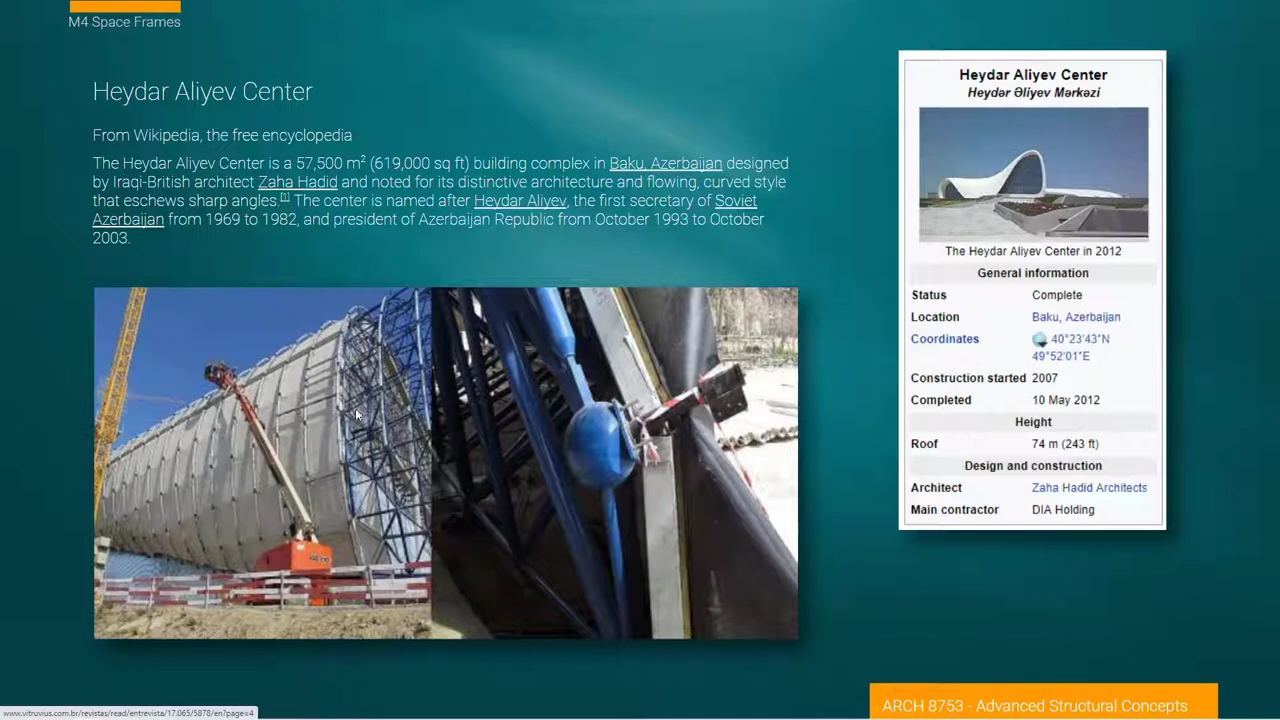 M4 Space Frames
Heydar Aliyev Center
From Wikipedia, the free encyclopedia
The Heydar Aliyev Center is a 57,500 m² (619,000 sq ft) building complex in Baku, Azerbaijan designed
by Iraqi-British architect Zaha Hadid and noted for its distinctive architecture and flowing, curved style
that eschews sharp angles.[1] The center is named after Heydar Aliyev, the first secretary of Soviet
Azerbaijan from 1969 to 1982, and president of Azerbaijan Republic from October 1993 to October
2003.
Heydar Aliyev Center
Heydər Əliyev Mərkəzi
The Heydar Aliyev Center in 2012
General information
Status Complete
Location Baku, Azerbaijan
Coordinates 40°23′43″N
49°52′01″E
Construction started 2007
Completed 10 May 2012
Height
Roof 74 m (243 ft)
Design and construction
Architect Zaha Hadid Architects
Main contractor DIA Holding
www.vitruvius.com.br/revistas/read/entrevista/17.065/5878/en?page=4
ARCH 8753 - Advanced Structural Concepts